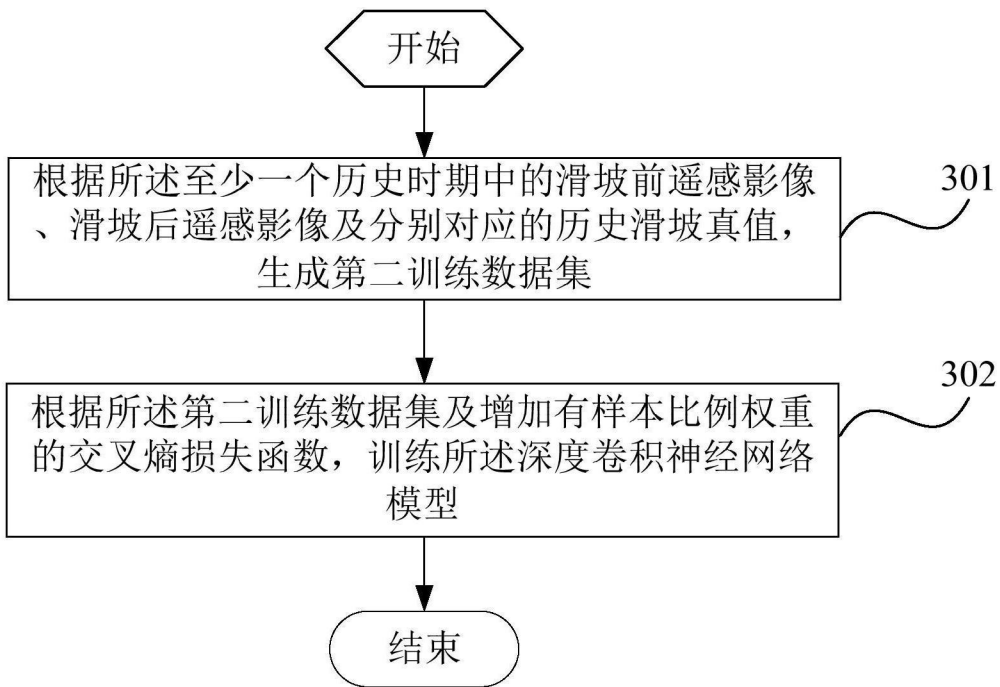 开始
根据所述至少一个历史时期中的滑坡前遥感影像
、滑坡后遥感影像及分别对应的历史滑坡真值，
生成第二训练数据集
301
根据所述第二训练数据集及增加有样本比例权重
的交叉熵损失函数，训练所述深度卷积神经网络
模型
302
结束